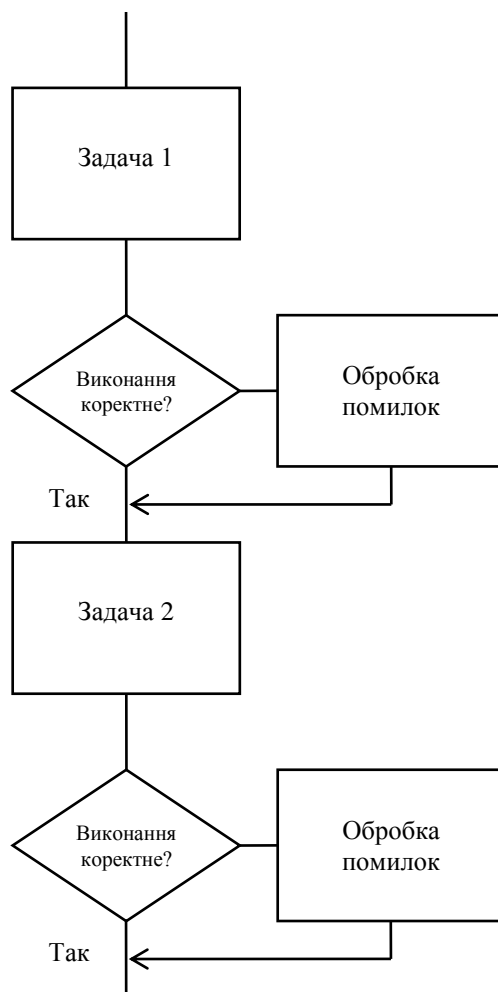 Задача 1
Виконання
коректне?
Обробка
помилок
Так
Задача 2
Виконання
коректне?
Обробка
помилок
Так